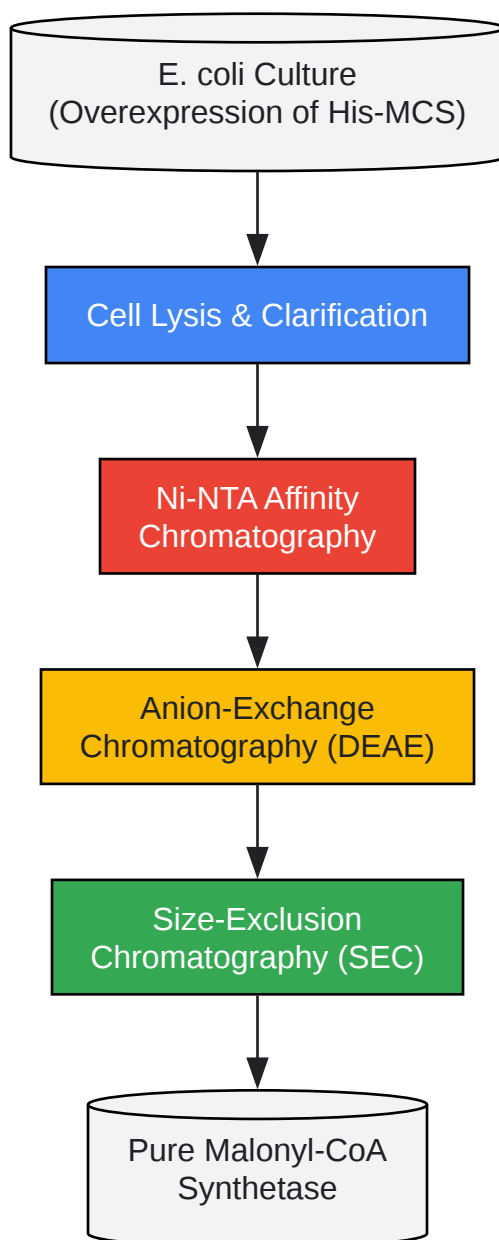 E. coli Culture
(Overexpression of His-MCS)
Cell Lysis & Clarification
Ni-NTA Affinity
Chromatography
Anion-Exchange
Chromatography (DEAE)
Size-Exclusion
Chromatography (SEC)
Pure Malonyl-CoA
Synthetase